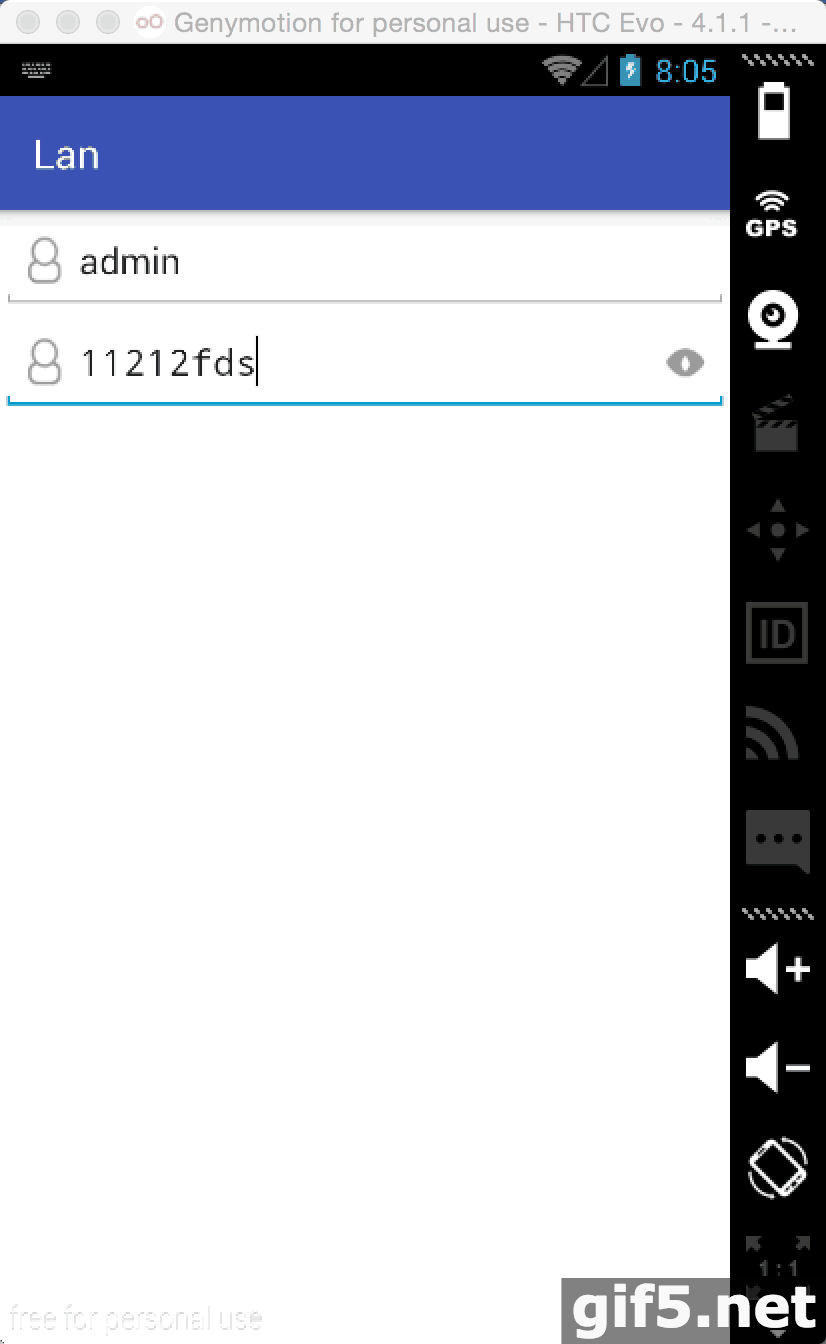 Genymotion for personal use - HTC Evo - 4.1.1 -...
8:05
Lan
GPS
admin
11212fds
ID
1:1
free for personal use
gif5.net